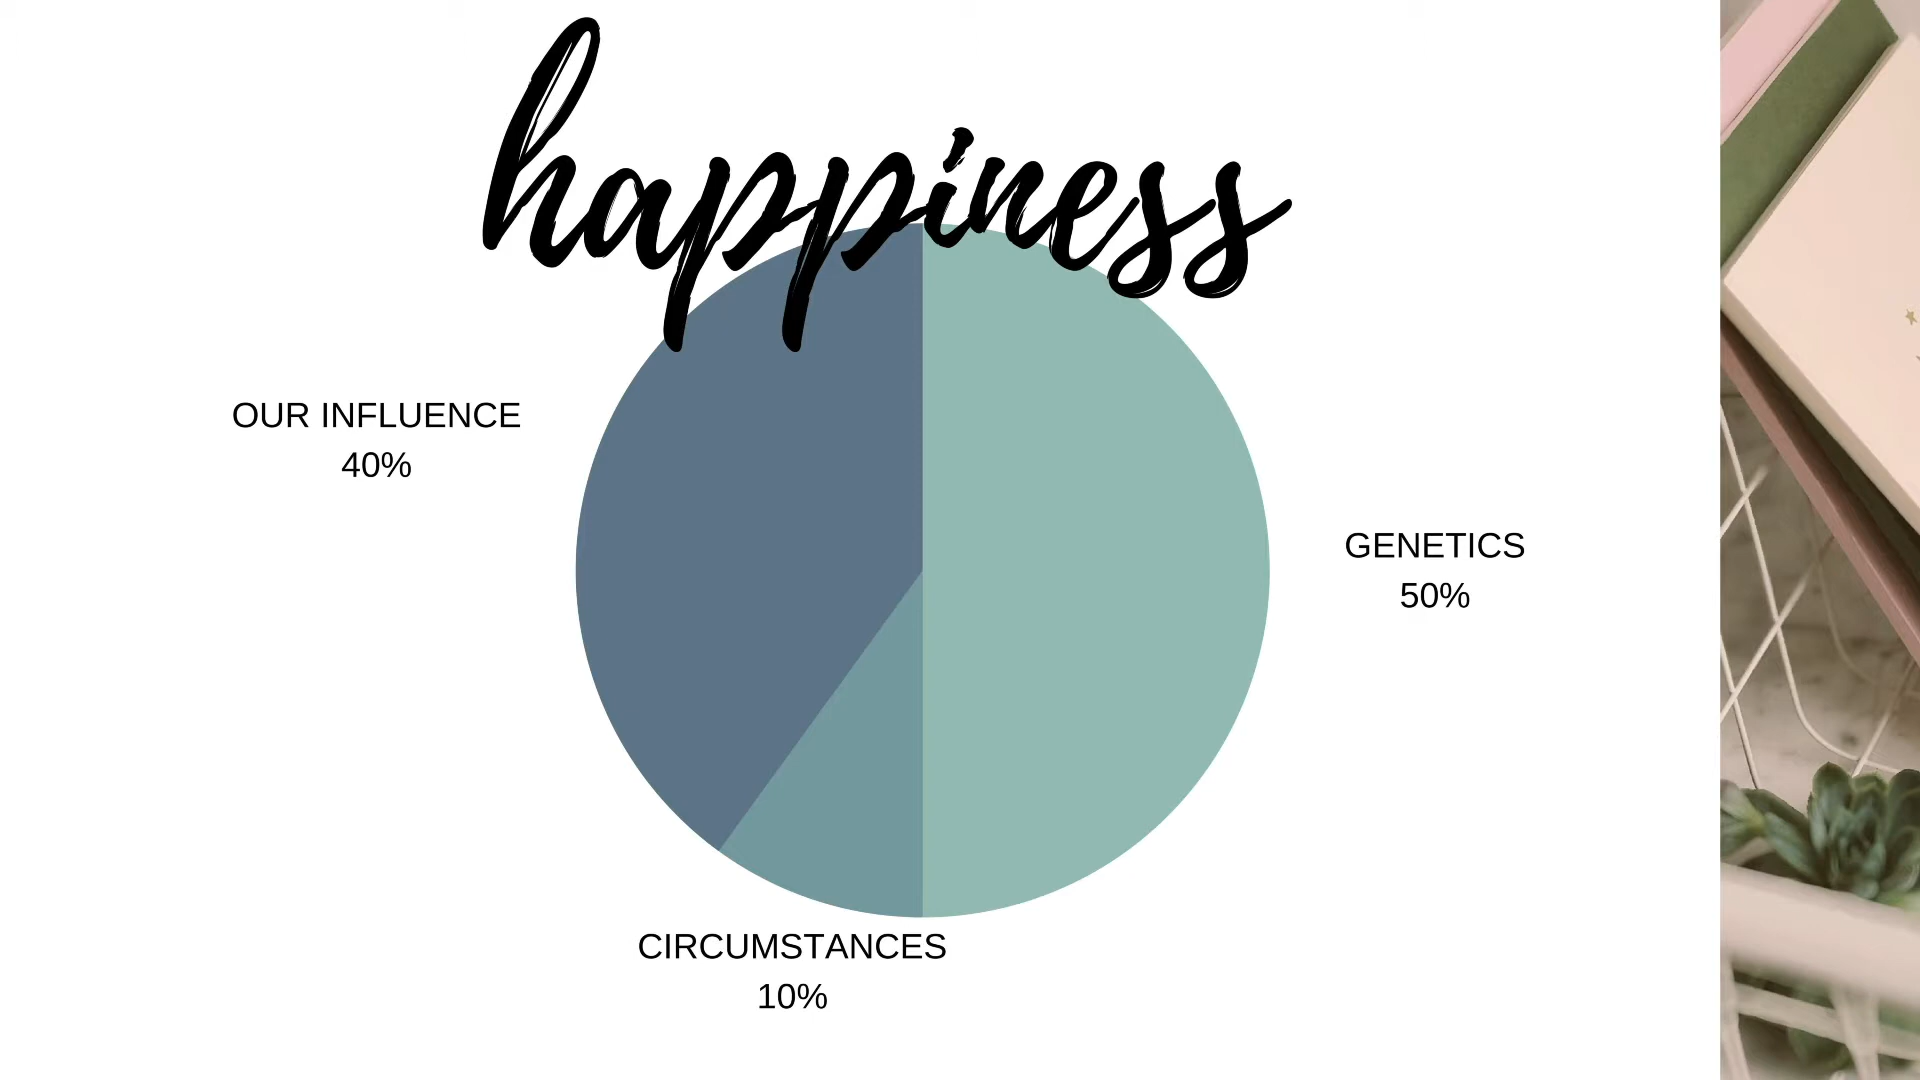 happiness
OUR INFLUENCE
40%
GENETICS
50%
CIRCUMSTANCES
10%